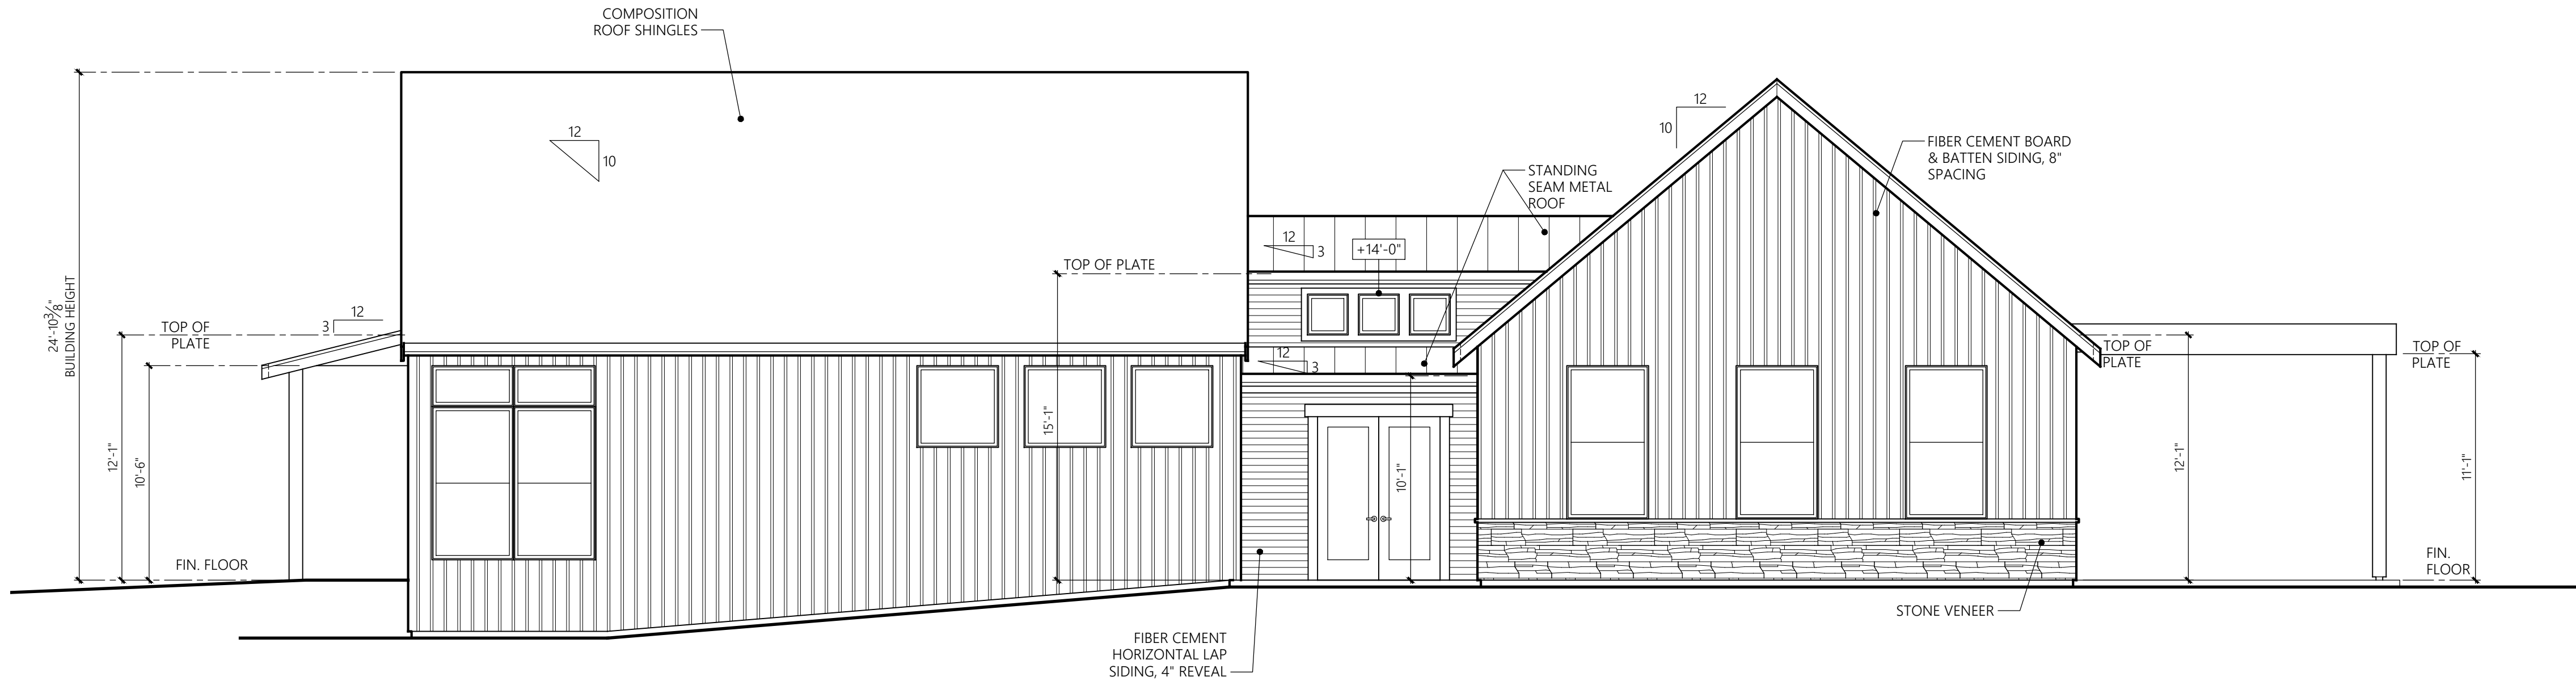 COMPOSITION
ROOF SHINGLES
12
10
12
10
FIBER CEMENT BOARD
& BATTEN SIDING, 8"
SPACING
STANDING
SEAM METAL
ROOF
12
3
+14'-0"
TOP OF PLATE
24'-10 3/8"
BUILDING HEIGHT
TOP OF
PLATE
3
12
12
3
TOP OF
PLATE
TOP OF
PLATE
12'-1"
10'-6"
15'-1"
10'-1"
12'-1"
11'-1"
FIN. FLOOR
FIN.
FLOOR
STONE VENEER
FIBER CEMENT
HORIZONTAL LAP
SIDING, 4" REVEAL